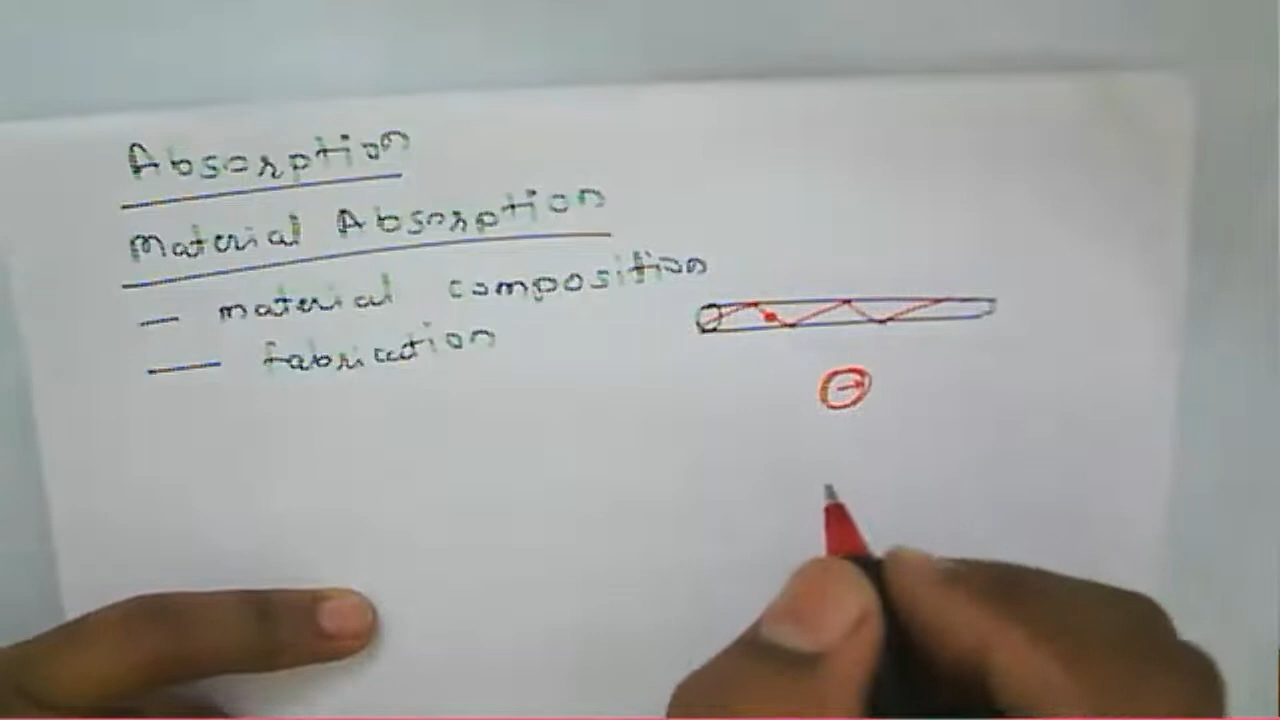 Absorption
Material Absorption
— material composition
— fabrication